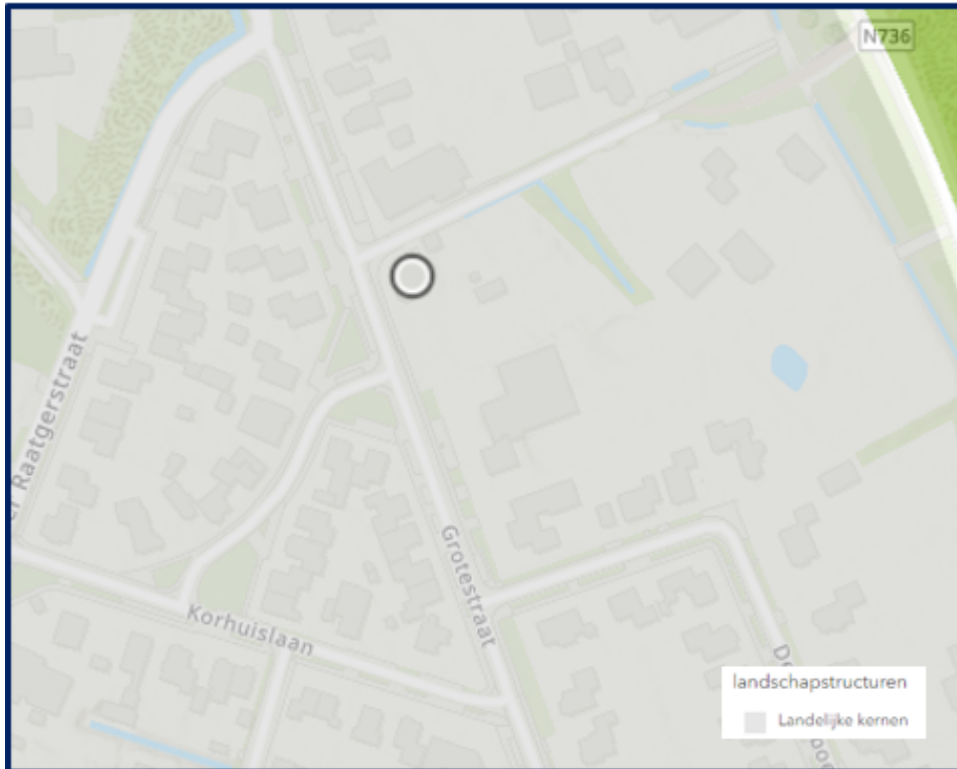 N736
Raatgerstraat
Grotestraat
Korhuislaan
landschapstructuren
Landelijke kernen